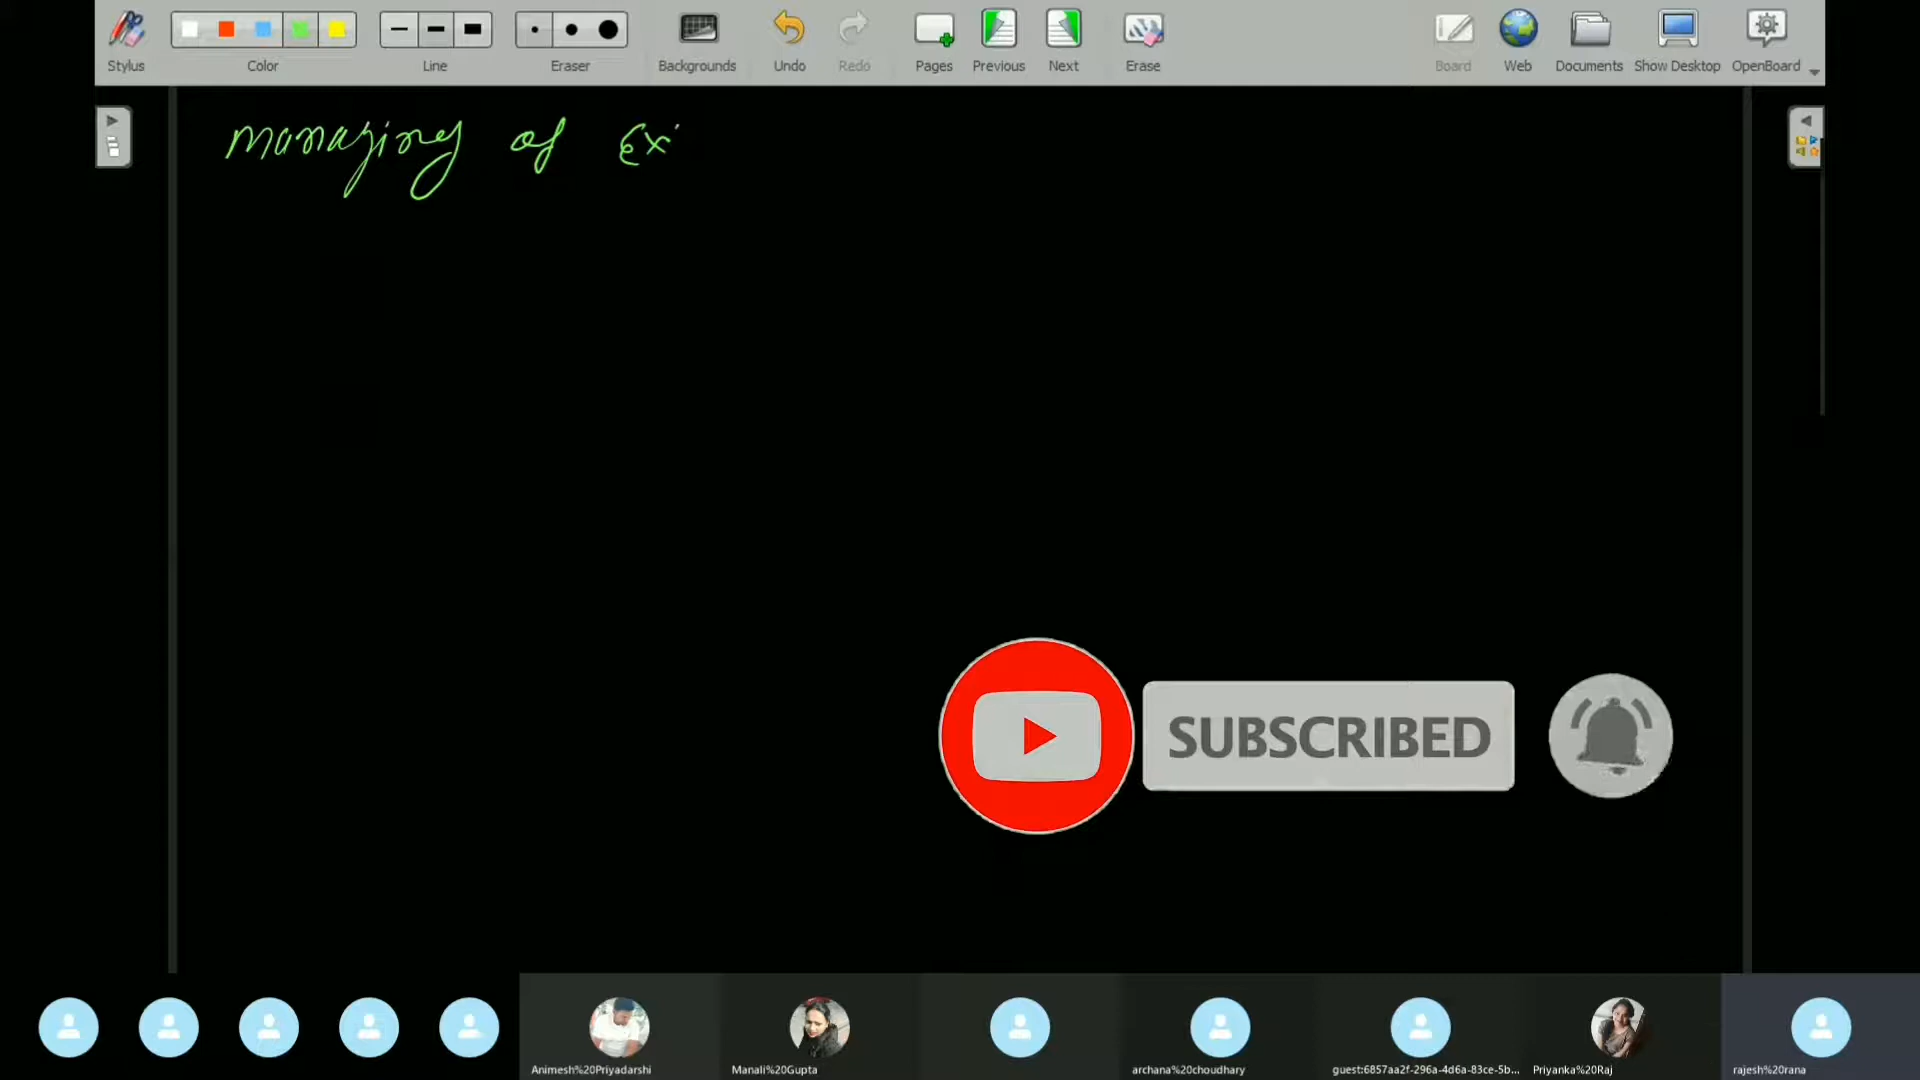 Stylus Color Line Eraser Backgrounds Undo Redo Pages Previous Next Erase Board Web Documents Show Desktop OpenBoard
managing of Ex
SUBSCRIBED
Animesh%20Priyadarshi Manali%20Gupta archana%20choudhary guest:6857aa2f-296a-4d6a-83ce-5b... Priyanka%20Raj rajesh%20rana